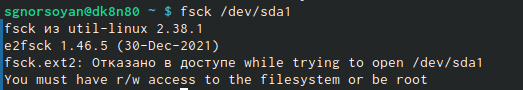 sgnorsoyan@dk8n80 ~ $ fsck /dev/sda1
fsck из util-linux 2.38.1
e2fsck 1.46.5 (30-Dec-2021)
fsck.ext2: Отказано в доступе while trying to open /dev/sda1
You must have r/w access to the filesystem or be root